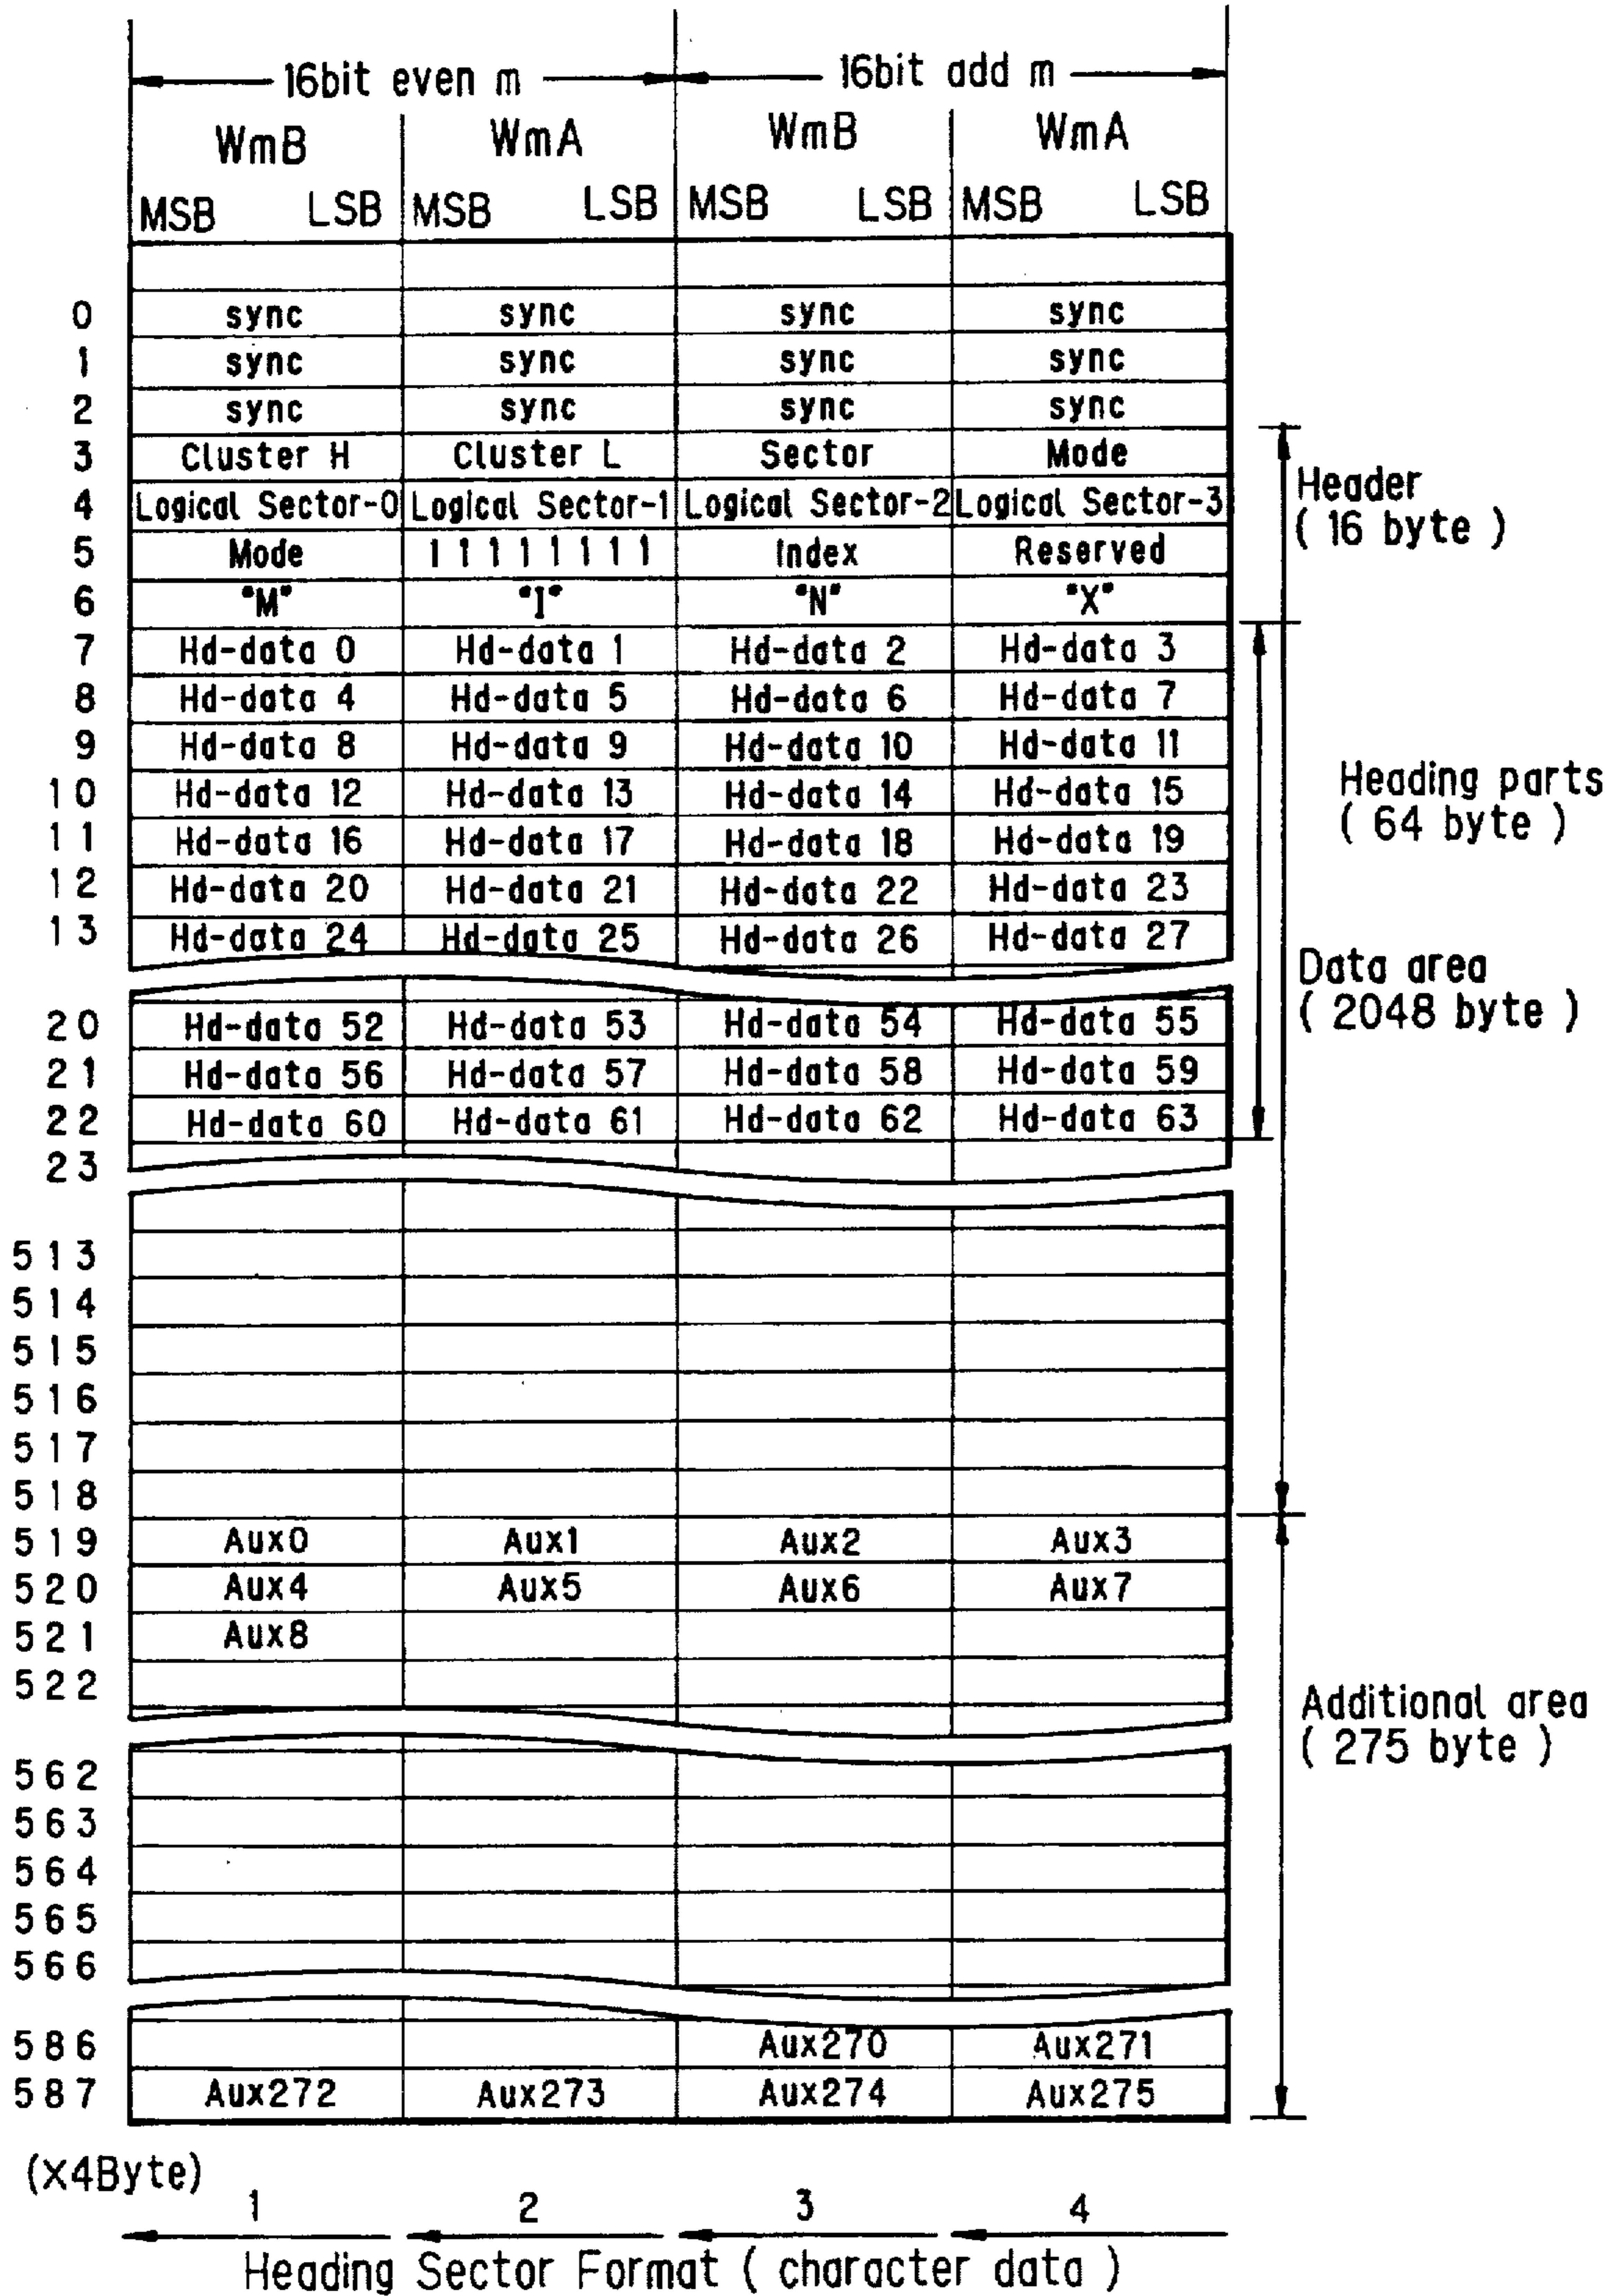 16bit even m 16bit add m
WmB WmA WmB WmA
MSB LSB MSB LSB MSB LSB MSB LSB
0 sync sync sync sync
1 sync sync sync sync
2 sync sync sync sync
3 Cluster H Cluster L Sector Mode
4 Logical Sector-0 Logical Sector-1 Logical Sector-2 Logical Sector-3
Header
( 16 byte )
5 Mode 1 1 1 1 1 1 1 1 Index Reserved
6 "M" "I" "N" "X"
7 Hd-data 0 Hd-data 1 Hd-data 2 Hd-data 3
8 Hd-data 4 Hd-data 5 Hd-data 6 Hd-data 7
9 Hd-data 8 Hd-data 9 Hd-data 10 Hd-data 11
10 Hd-data 12 Hd-data 13 Hd-data 14 Hd-data 15
Heading parts
( 64 byte )
11 Hd-data 16 Hd-data 17 Hd-data 18 Hd-data 19
12 Hd-data 20 Hd-data 21 Hd-data 22 Hd-data 23
13 Hd-data 24 Hd-data 25 Hd-data 26 Hd-data 27
Data area
( 2048 byte )
20 Hd-data 52 Hd-data 53 Hd-data 54 Hd-data 55
21 Hd-data 56 Hd-data 57 Hd-data 58 Hd-data 59
22 Hd-data 60 Hd-data 61 Hd-data 62 Hd-data 63
23
513
514
515
516
517
518
519 Aux0 Aux1 Aux2 Aux3
520 Aux4 Aux5 Aux6 Aux7
521 Aux8
522
Additional area
( 275 byte )
562
563
564
565
566
586 Aux270 Aux271
587 Aux272 Aux273 Aux274 Aux275
(X4Byte)
1 2 3 4
Heading Sector Format ( character data )